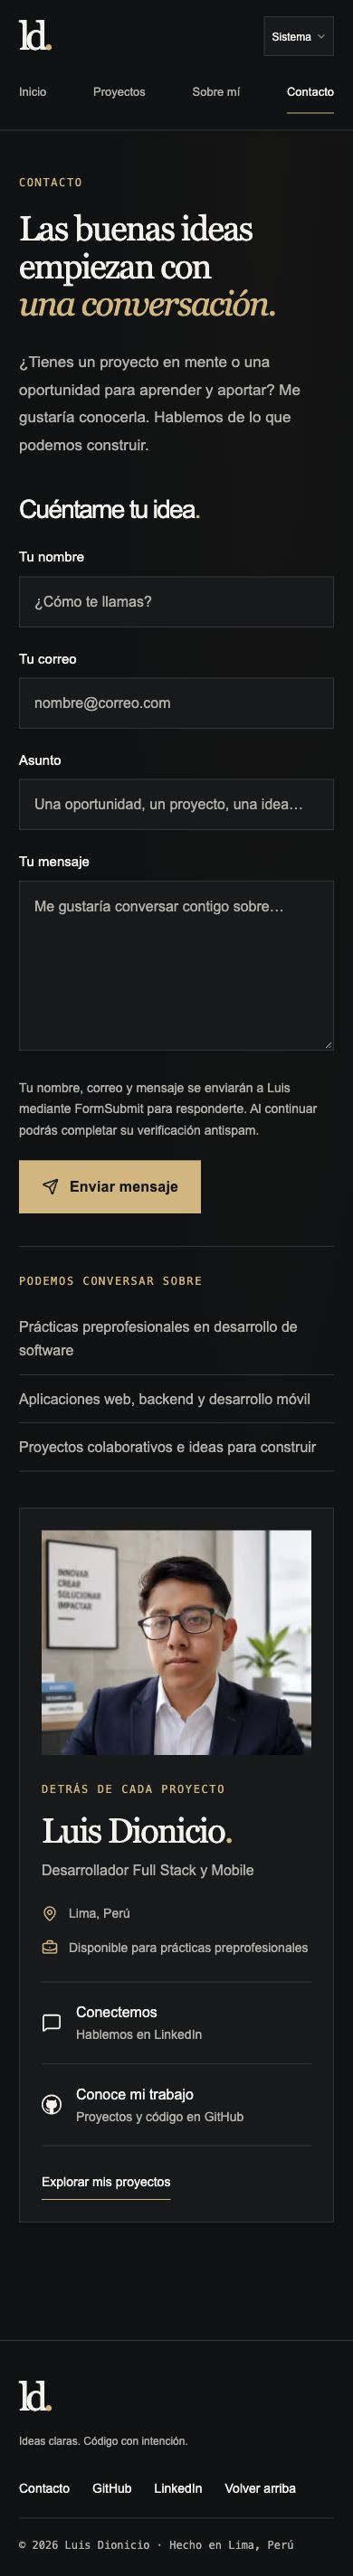 ld.
Sistema
Inicio Proyectos Sobre mí Contacto
CONTACTO
Las buenas ideas
empiezan con
una conversación.
¿Tienes un proyecto en mente o una
oportunidad para aprender y aportar? Me
gustaría conocerla. Hablemos de lo que
podemos construir.
Cuéntame tu idea.
Tu nombre
¿Cómo te llamas?
Tu correo
nombre@correo.com
Asunto
Una oportunidad, un proyecto, una idea…
Tu mensaje
Me gustaría conversar contigo sobre…
Tu nombre, correo y mensaje se enviarán a Luis
mediante FormSubmit para responderte. Al continuar
podrás completar su verificación antispam.
Enviar mensaje
PODEMOS CONVERSAR SOBRE
Prácticas preprofesionales en desarrollo de
software
Aplicaciones web, backend y desarrollo móvil
Proyectos colaborativos e ideas para construir
INNOVAR
CREAR
SOLUCIONAR
IMPACTAR
DETRÁS DE CADA PROYECTO
Luis Dionicio.
Desarrollador Full Stack y Mobile
Lima, Perú
Disponible para prácticas preprofesionales
Conectemos
Hablemos en LinkedIn
Conoce mi trabajo
Proyectos y código en GitHub
Explorar mis proyectos
ld.
Ideas claras. Código con intención.
Contacto GitHub LinkedIn Volver arriba
© 2026 Luis Dionicio · Hecho en Lima, Perú